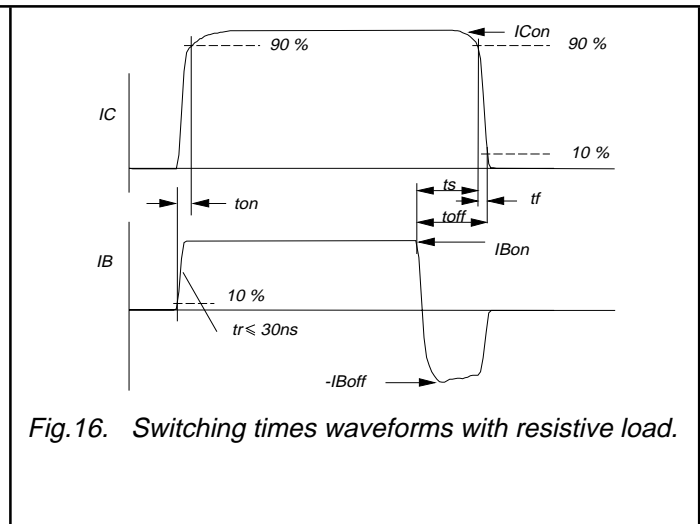 ICon
90 %
90 %
IC
10 %
ts
ton
tf
toff
IBon
IB
10 %
tr ≤ 30ns
-IBoff
Fig.16. Switching times waveforms with resistive load.